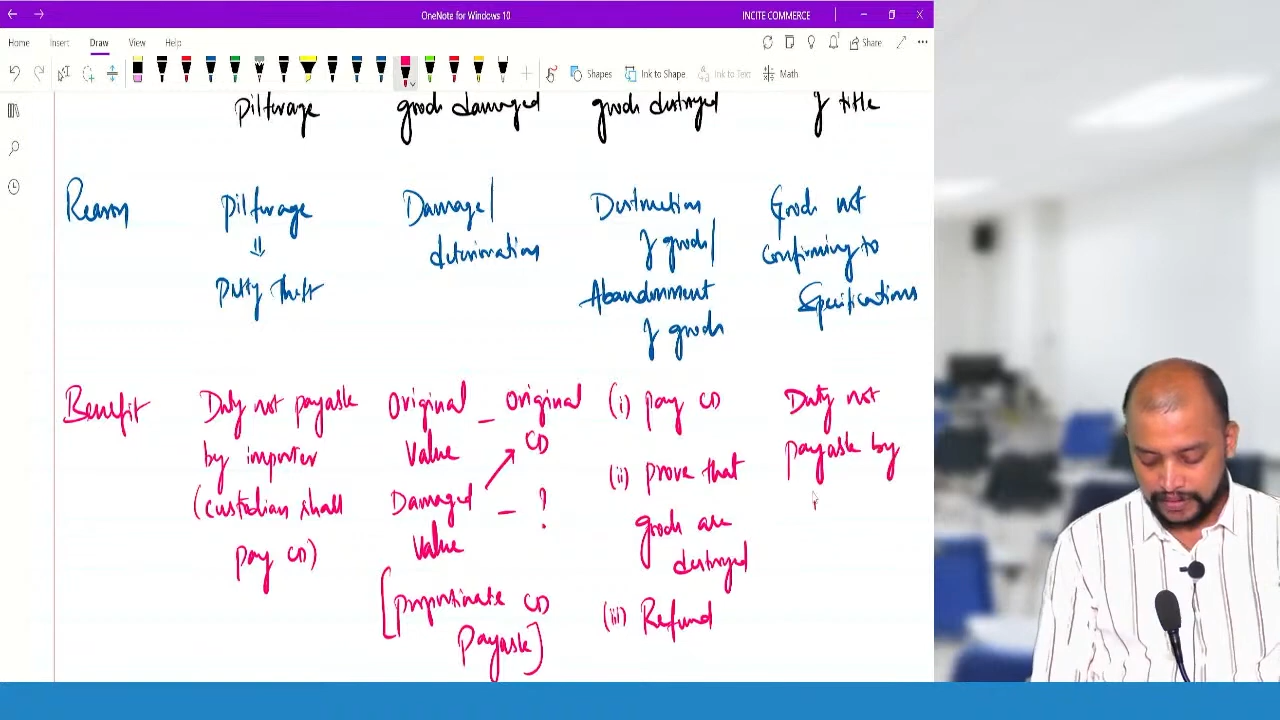 OneNote for Windows 10
INCITE COMMERCE
Home Insert Draw View Help
Share
Shapes Ink to Shape Ink to Text Math
pilfurage goods damaged goods destroyed of title
Reason pilfurage Damage/ Destruction Goods not
deterioration of goods/ confirming to
Petty theft Abandonment Specifications
of goods
Benefit Duty not payable Original – Original (i) pay CD Duty not
by importer Value CD (ii) prove that payable by
(custodian shall Damaged – ? goods are
pay CD) Value destroyed
[proportionate CD (iii) Refund
Payable]